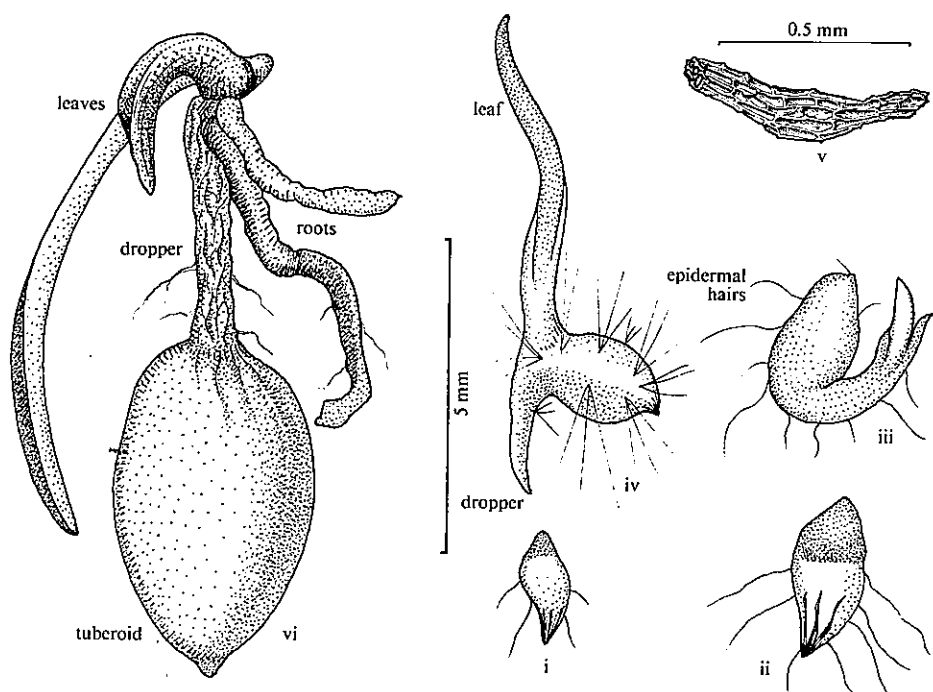 0.5 mm
leaves
leaf
v
roots
dropper
epidermal
hairs
5 mm
iii
iv
dropper
tuberoid
vi
i
ii